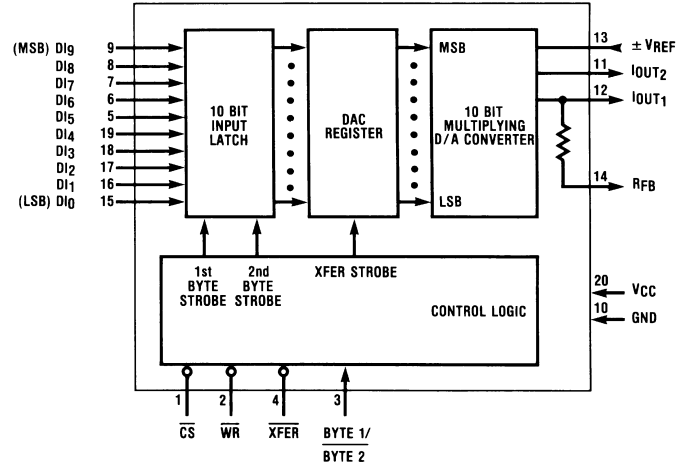 (MSB) DI9 9
DI8 8
DI7 7
DI6 6
DI5 5
DI4 19
DI3 18
DI2 17
DI1 16
(LSB) DI0 15
10 BIT
INPUT
LATCH
DAC
REGISTER
MSB
10 BIT
MULTIPLYING
D/A CONVERTER
LSB
13 ± VREF
11 IOUT2
12 IOUT1
14 RFB
1st
BYTE
STROBE
2nd
BYTE
STROBE
XFER STROBE
CONTROL LOGIC
20 VCC
10 GND
1 2 4 3
CS WR XFER BYTE 1/
BYTE 2